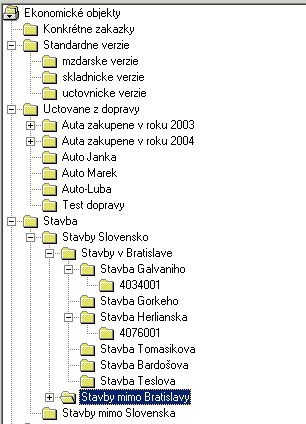 Ekonomické objekty
Konkrétne zakazky
Standardne verzie
mzdarske verzie
skladnicke verzie
uctovnicke verzie
Uctovane z dopravy
Auta zakupene v roku 2003
Auta zakupene v roku 2004
Auto Janka
Auto Marek
Auto-Luba
Test dopravy
Stavba
Stavby Slovensko
Stavby v Bratislave
Stavba Galvaniho
4034001
Stavba Gorkeho
Stavba Herlianska
4076001
Stavba Tomasikova
Stavba Bardošova
Stavba Teslova
Stavby mimo Bratislavy
Stavby mimo Slovenska